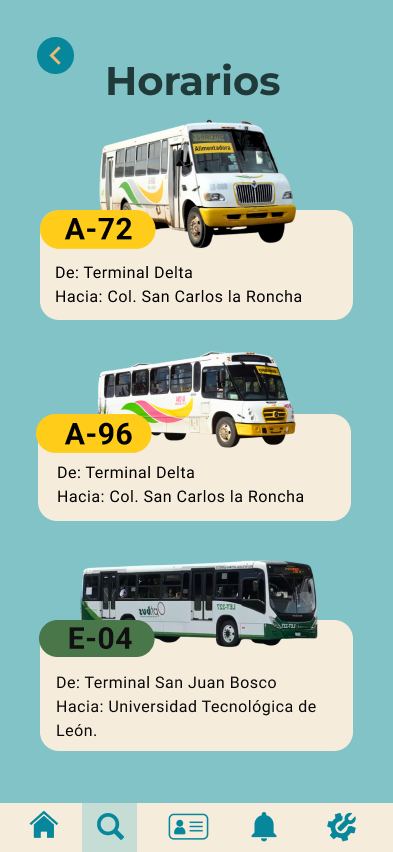 Horarios
Alimentadora
A-72
De: Terminal Delta
Hacia: Col. San Carlos la Roncha
A-96
De: Terminal Delta
Hacia: Col. San Carlos la Roncha
E-04
De: Terminal San Juan Bosco
Hacia: Universidad Tecnológica de
León.